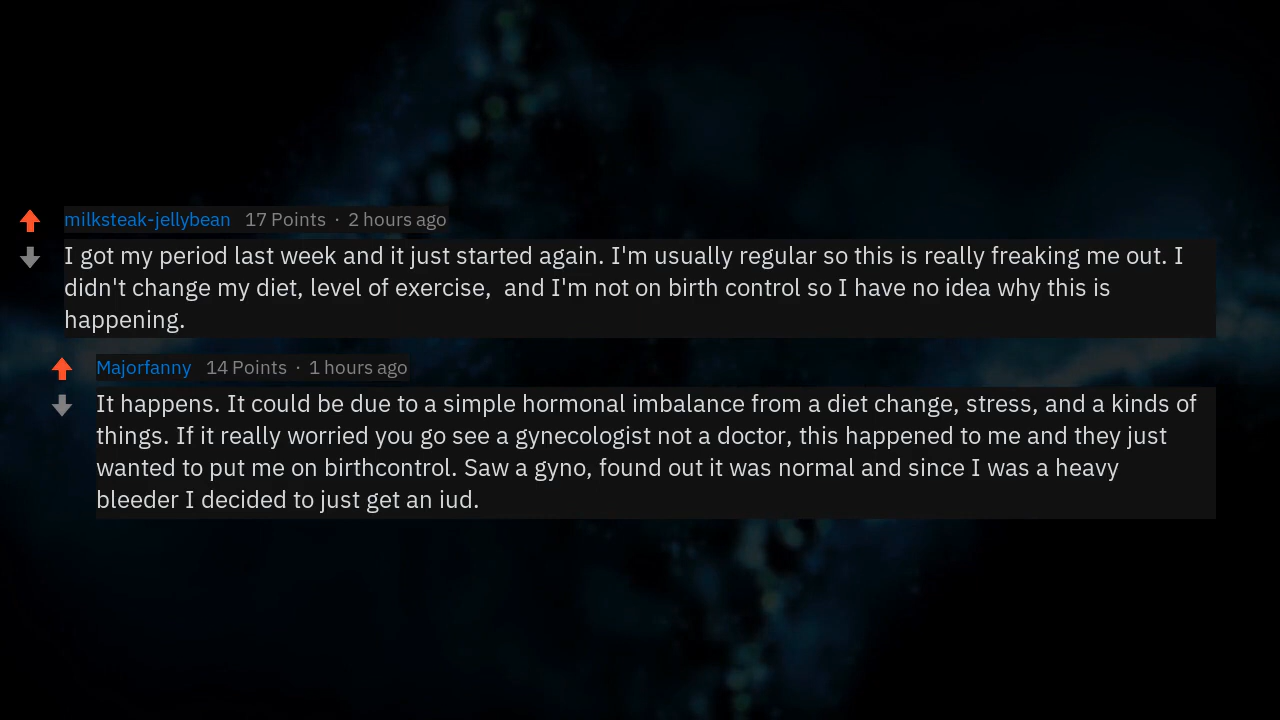 milksteak-jellybean 17 Points · 2 hours ago
I got my period last week and it just started again. I'm usually regular so this is really freaking me out. I
didn't change my diet, level of exercise,  and I'm not on birth control so I have no idea why this is
happening.
Majorfanny 14 Points · 1 hours ago
It happens. It could be due to a simple hormonal imbalance from a diet change, stress, and a kinds of
things. If it really worried you go see a gynecologist not a doctor, this happened to me and they just
wanted to put me on birthcontrol. Saw a gyno, found out it was normal and since I was a heavy
bleeder I decided to just get an iud.